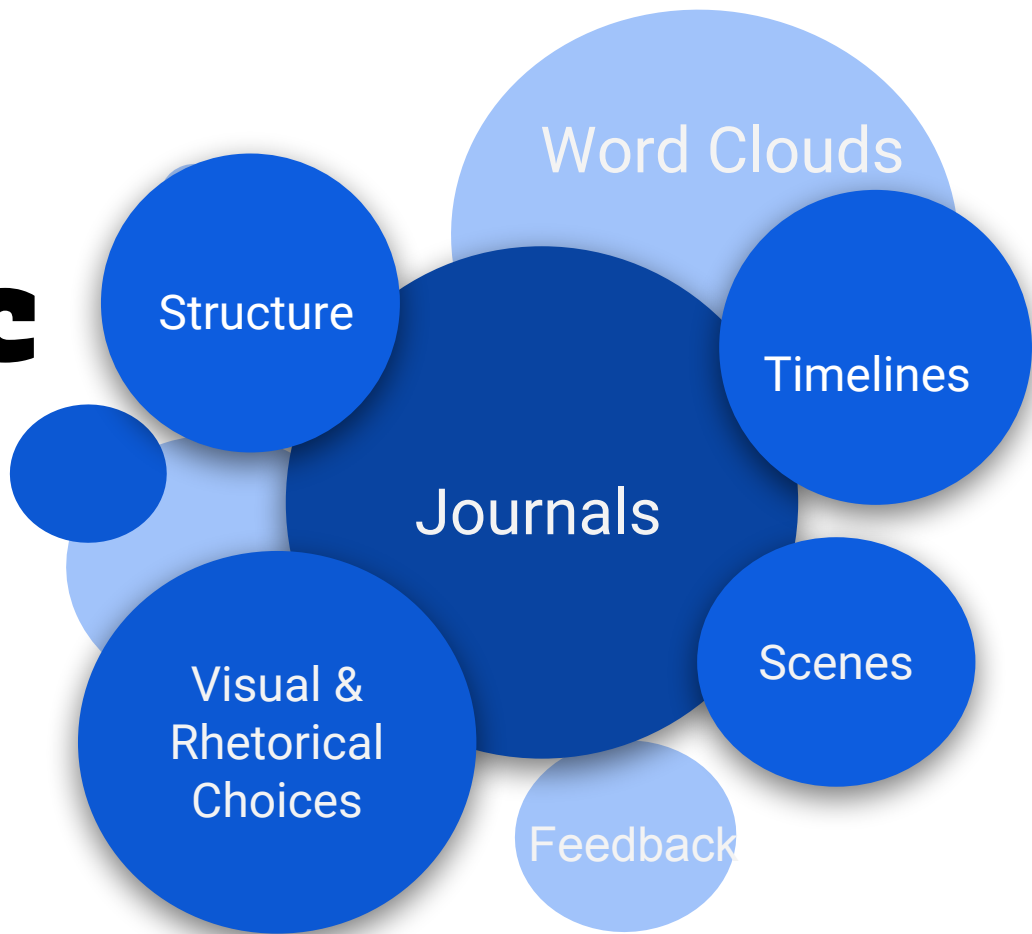 Word Clouds
Structure
c
Timelines
Journals
Scenes
Visual &
Rhetorical
Choices
Feedback